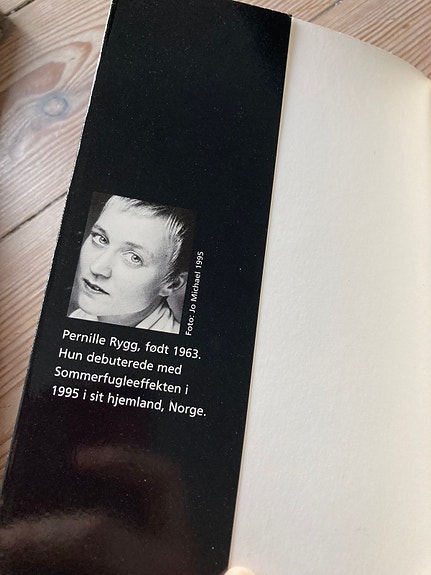 Foto: Jo Michael 1995
Pernille Rygg, født 1963.
Hun debuterede med
Sommerfugleeffekten i
1995 i sit hjemland, Norge.